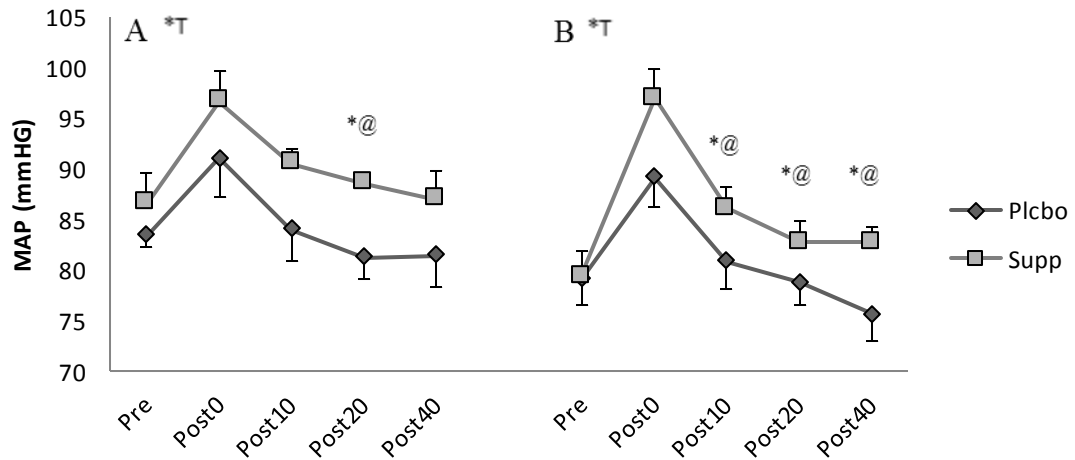 MAP (mmHG)
105
100
95
90
85
80
75
70
A *T
*@
B *T
*@
*@
*@
Pre
Post0
Post10
Post20
Post40
Pre
Post0
Post10
Post20
Post40
Plcbo
Supp